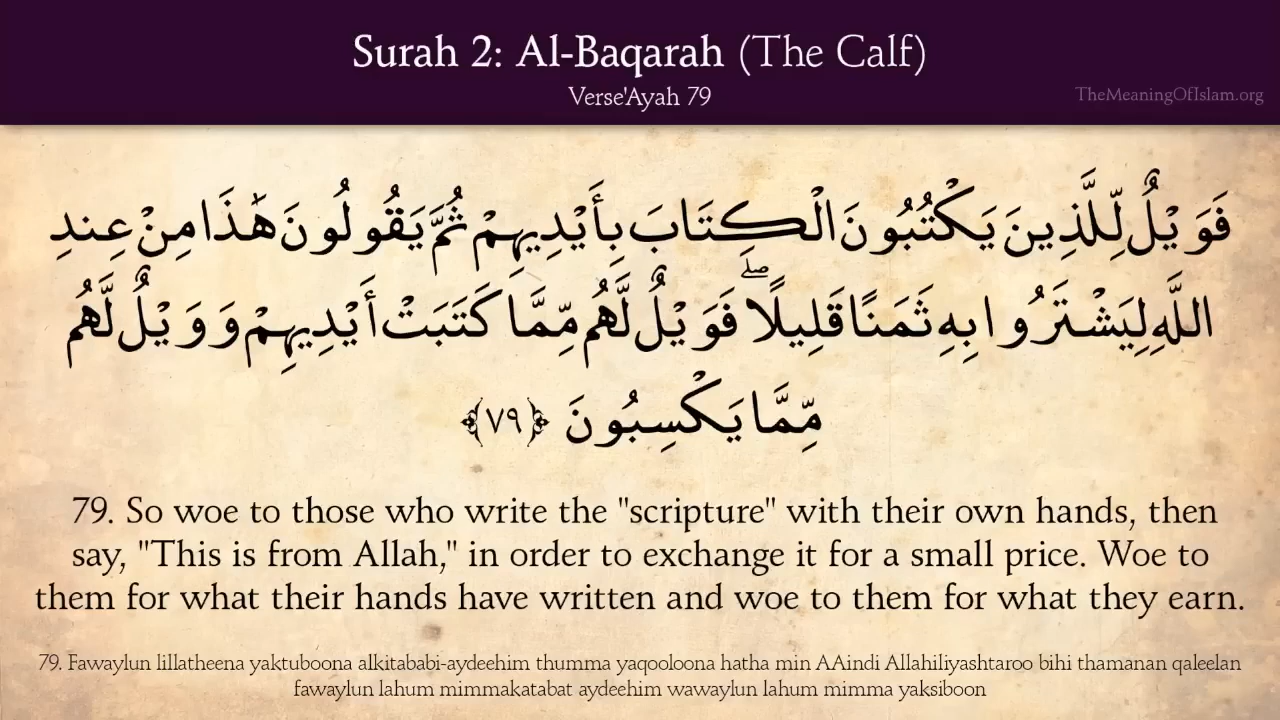 Surah 2: Al-Baqarah (The Calf)
Verse'Ayah 79
TheMeaningOfIslam.org
فَوَيْلٌ لِّلَّذِينَ يَكْتُبُونَ الْكِتَابَ بِأَيْدِيهِمْ ثُمَّ يَقُولُونَ هَٰذَا مِنْ عِندِ
اللَّهِ لِيَشْتَرُوا بِهِ ثَمَنًا قَلِيلًا ۖ فَوَيْلٌ لَّهُم مِّمَّا كَتَبَتْ أَيْدِيهِمْ وَوَيْلٌ لَّهُم
مِّمَّا يَكْسِبُونَ ﴿٧٩﴾
79. So woe to those who write the "scripture" with their own hands, then
say, "This is from Allah," in order to exchange it for a small price. Woe to
them for what their hands have written and woe to them for what they earn.
79. Fawaylun lillatheena yaktuboona alkitababi-aydeehim thumma yaqooloona hatha min AAindi Allahiliyashtaroo bihi thamanan qaleelan
fawaylun lahum mimmakatabat aydeehim wawaylun lahum mimma yaksiboon